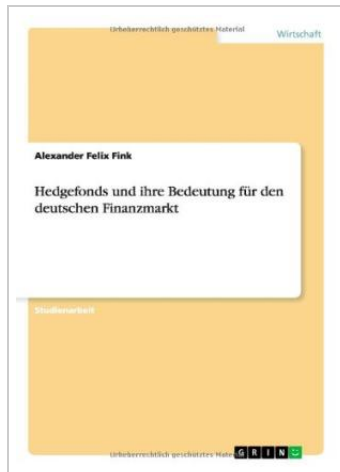 Urheberrechtlich geschütztes Material
Wirtschaft
Alexander Felix Fink
Hedgefonds und ihre Bedeutung für den
deutschen Finanzmarkt
Studienarbeit
Urheberrechtlich geschütztes Material
GRIN